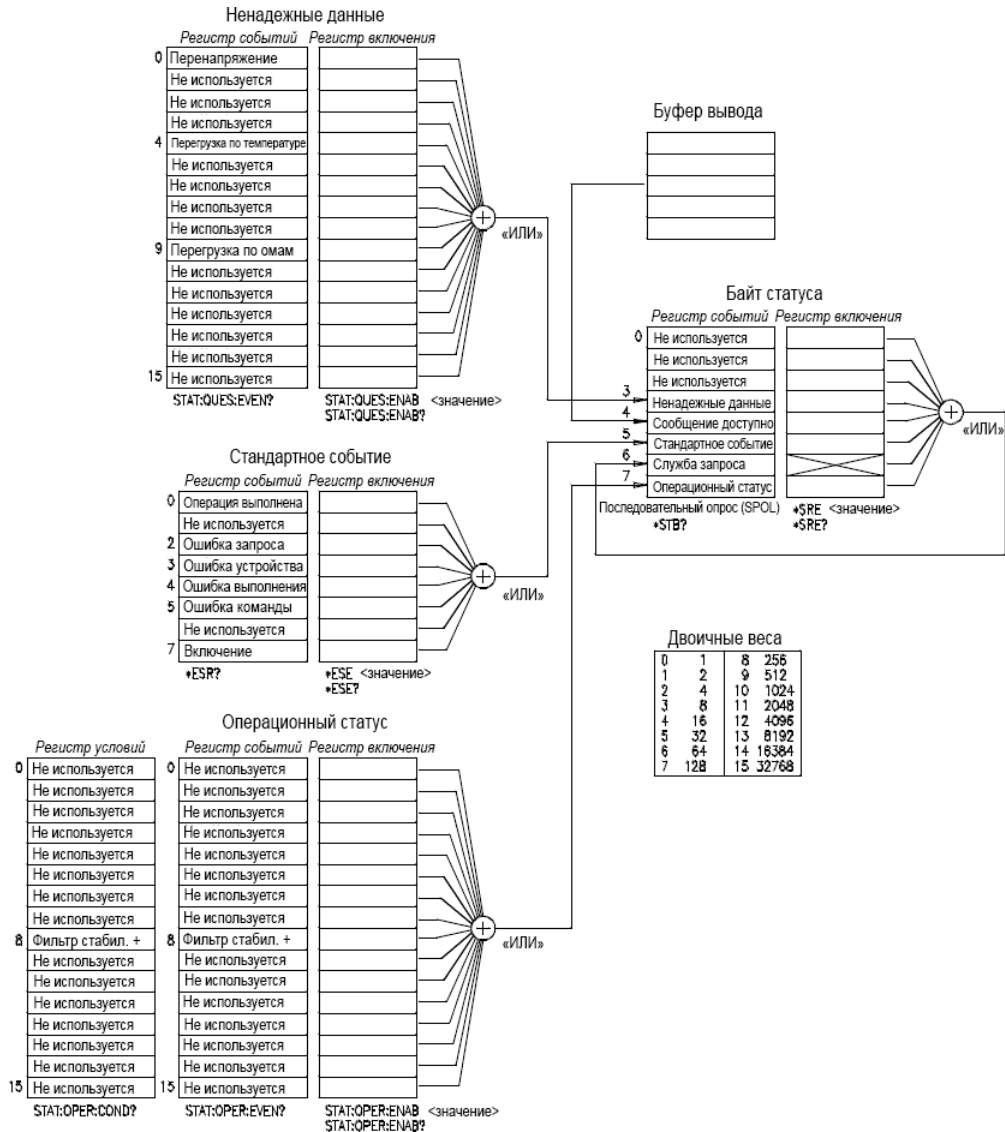 Ненадежные данные
Регистр событий Регистр включения
0 Перенапряжение
Не используется
Не используется
Не используется
4 Перегрузка по температуре
Не используется
Не используется
Не используется
Не используется
9 Перегрузка по омам
Не используется
Не используется
Не используется
Не используется
Не используется
15 Не используется
«ИЛИ»
STAT:QUES:EVEN? STAT:QUES:ENAB <значение>
STAT:QUES:ENAB?
Буфер вывода
Байт статуса
Регистр событий Регистр включения
0 Не используется
Не используется
Не используется
3 Ненадежные данные
4 Сообщение доступно
5 Стандартное событие
6 Служба запроса
7 Операционный статус
«ИЛИ»
Последовательный опрос (SPOL) *SRE <значение>
*STB? *SRE?
Стандартное событие
Регистр событий Регистр включения
0 Операция выполнена
Не используется
2 Ошибка запроса
3 Ошибка устройства
4 Ошибка выполнения
5 Ошибка команды
Не используется
7 Включение
«ИЛИ»
*ESR? *ESE <значение>
*ESE?
Двоичные веса
0 1 8 256
1 2 9 512
2 4 10 1024
3 8 11 2048
4 16 12 4096
5 32 13 8192
6 64 14 16384
7 128 15 32768
Операционный статус
Регистр условий Регистр событий Регистр включения
0 Не используется 0 Не используется
Не используется Не используется
Не используется Не используется
Не используется Не используется
Не используется Не используется
Не используется Не используется
Не используется Не используется
Не используется Не используется
8 Фильтр стабил. + 8 Фильтр стабил. +
Не используется Не используется
Не используется Не используется
Не используется Не используется
Не используется Не используется
Не используется Не используется
Не используется Не используется
15 Не используется 15 Не используется
«ИЛИ»
STAT:OPER:COND? STAT:OPER:EVEN? STAT:OPER:ENAB <значение>
STAT:OPER:ENAB?